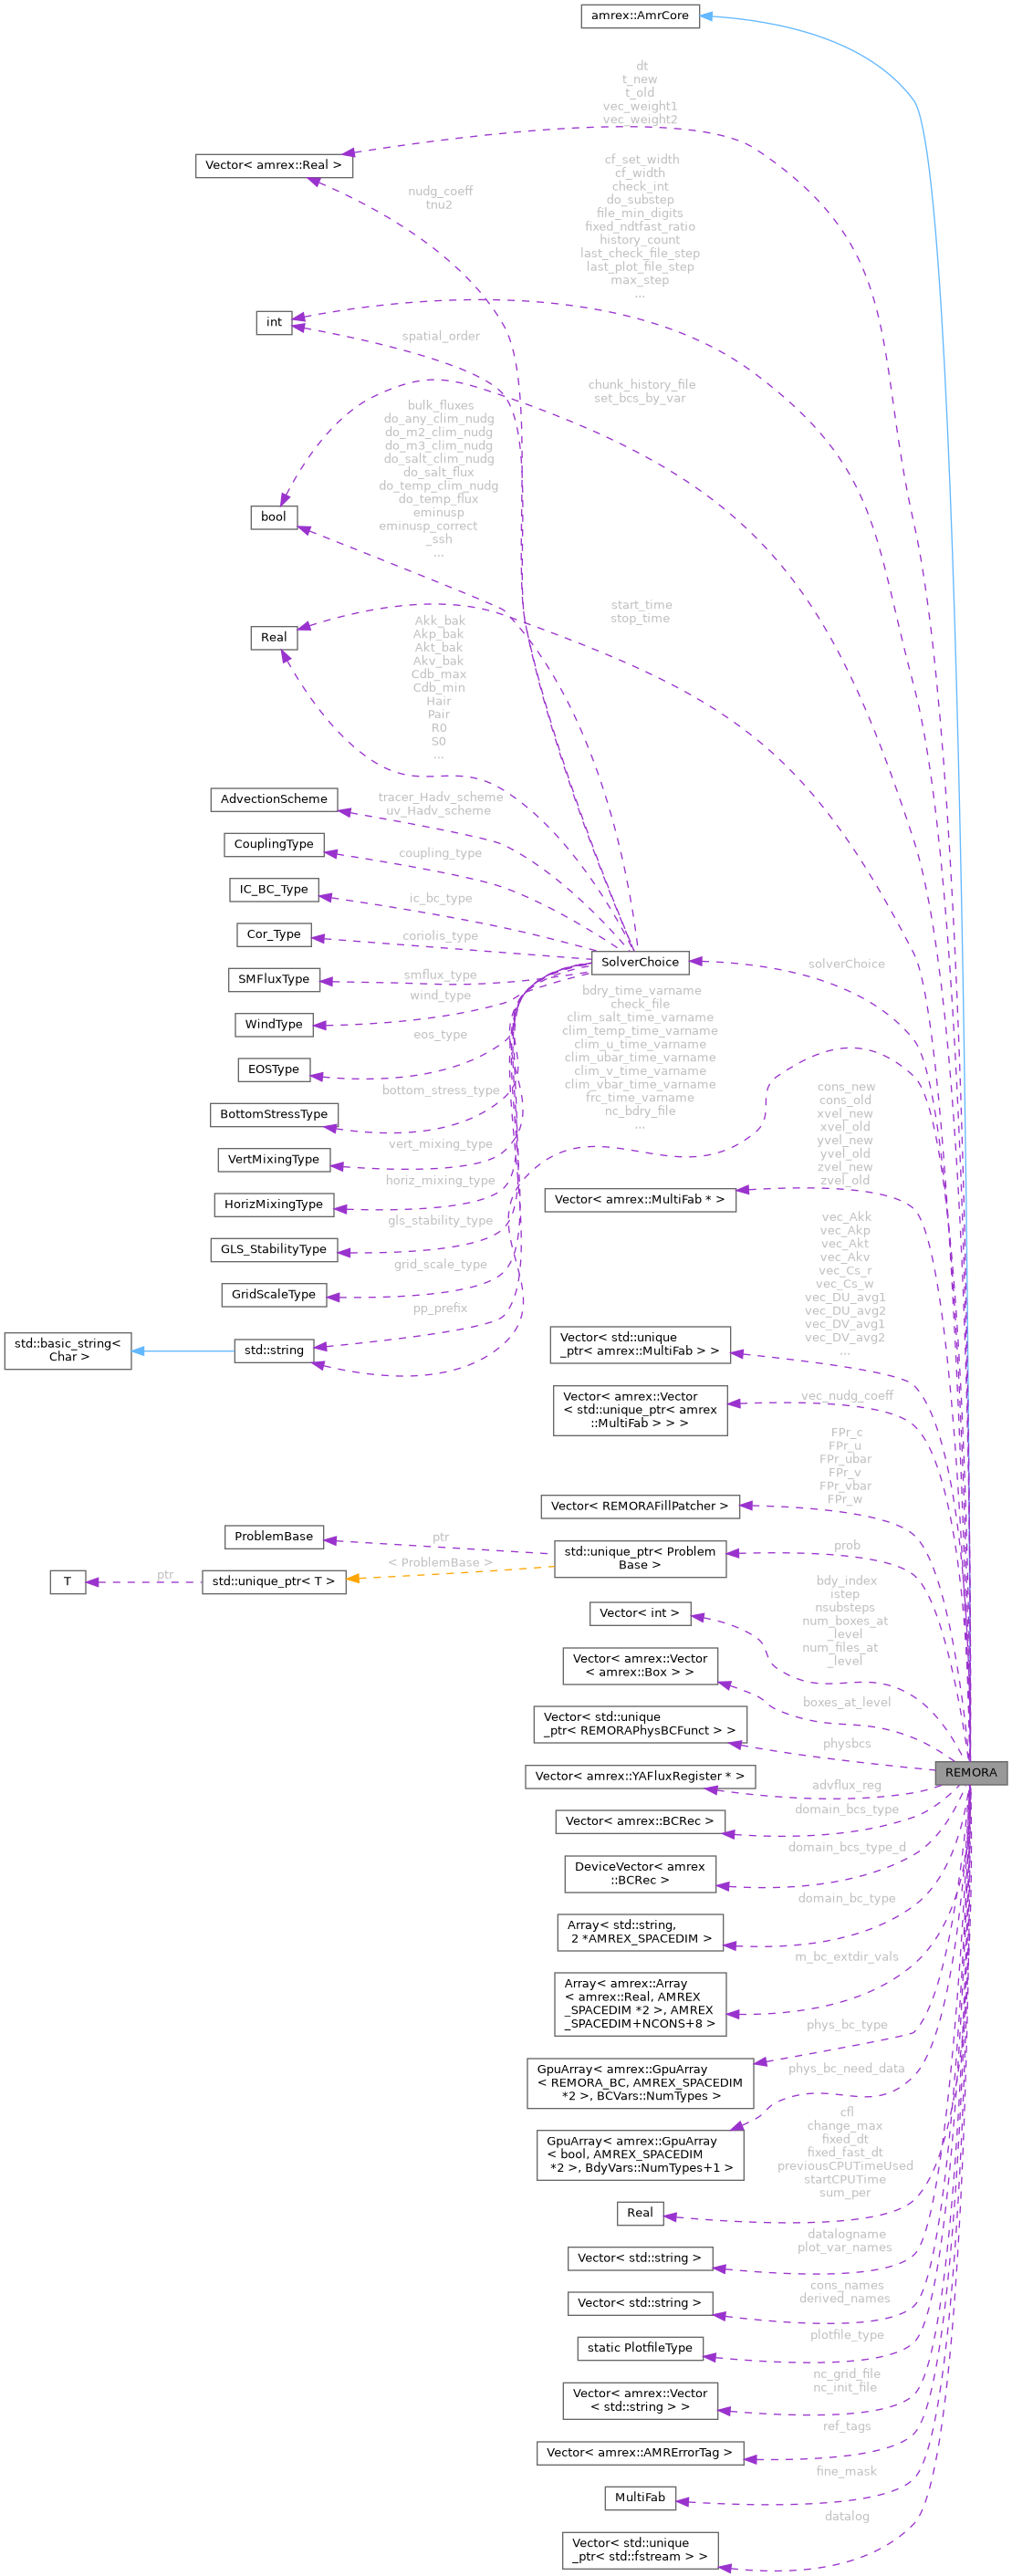 amrex::AmrCore
dt
t_new
t_old
vec_weight1
vec_weight2
Vector< amrex::Real >
cf_set_width
cf_width
check_int
do_substep
file_min_digits
fixed_ndtfast_ratio
history_count
last_check_file_step
last_plot_file_step
max_step
...
nudg_coeff
tnu2
int
spatial_order
chunk_history_file
set_bcs_by_var
bulk_fluxes
do_any_clim_nudg
do_m2_clim_nudg
do_m3_clim_nudg
do_salt_clim_nudg
do_salt_flux
do_temp_clim_nudg
do_temp_flux
eminusp
eminusp_correct
_ssh
...
bool
start_time
stop_time
Real
Akk_bak
Akp_bak
Akt_bak
Akv_bak
Cdb_max
Cdb_min
Hair
Pair
R0
S0
...
AdvectionScheme
tracer_Hadv_scheme
uv_Hadv_scheme
CouplingType
coupling_type
IC_BC_Type
ic_bc_type
Cor_Type
coriolis_type
SolverChoice
solverChoice
SMFluxType
smflux_type
WindType
wind_type
EOSType
eos_type
BottomStressType
bottom_stress_type
VertMixingType
vert_mixing_type
HorizMixingType
horiz_mixing_type
GLS_StabilityType
gls_stability_type
GridScaleType
grid_scale_type
pp_prefix
std::basic_string<
Char >
std::string
bdry_time_varname
check_file
clim_salt_time_varname
clim_temp_time_varname
clim_u_time_varname
clim_ubar_time_varname
clim_v_time_varname
clim_vbar_time_varname
frc_time_varname
nc_bdry_file
...
cons_new
cons_old
xvel_new
xvel_old
yvel_new
yvel_old
zvel_new
zvel_old
Vector< amrex::MultiFab * >
vec_Akk
vec_Akp
vec_Akt
vec_Akv
vec_Cs_r
vec_Cs_w
vec_DU_avg1
vec_DU_avg2
vec_DV_avg1
vec_DV_avg2
...
Vector< std::unique
_ptr< amrex::MultiFab > >
Vector< amrex::Vector
< std::unique_ptr< amrex
::MultiFab > > >
vec_nudg_coeff
FPr_c
FPr_u
FPr_ubar
FPr_v
FPr_vbar
FPr_w
Vector< REMORAFillPatcher >
ProblemBase
ptr
std::unique_ptr< Problem
Base >
prob
T
ptr
std::unique_ptr< T >
< ProblemBase >
bdy_index
istep
nsubsteps
num_boxes_at
_level
num_files_at
_level
Vector< int >
Vector< amrex::Vector
< amrex::Box > >
boxes_at_level
Vector< std::unique
_ptr< REMORAPhysBCFunct > >
physbcs
REMORA
Vector< amrex::YAFluxRegister * >
advflux_reg
Vector< amrex::BCRec >
domain_bcs_type
DeviceVector< amrex
::BCRec >
domain_bcs_type_d
Array< std::string,
2 *AMREX_SPACEDIM >
domain_bc_type
Array< amrex::Array
< amrex::Real, AMREX
_SPACEDIM *2 >, AMREX
_SPACEDIM+NCONS+8 >
m_bc_extdir_vals
GpuArray< amrex::GpuArray
< REMORA_BC, AMREX_SPACEDIM
*2 >, BCVars::NumTypes >
phys_bc_type
GpuArray< amrex::GpuArray
< bool, AMREX_SPACEDIM
*2 >, BdyVars::NumTypes+1 >
phys_bc_need_data
cfl
change_max
fixed_dt
fixed_fast_dt
previousCPUTimeUsed
startCPUTime
sum_per
Real
Vector< std::string >
datalogname
plot_var_names
Vector< std::string >
cons_names
derived_names
static PlotfileType
plotfile_type
Vector< amrex::Vector
< std::string > >
nc_grid_file
nc_init_file
Vector< amrex::AMRErrorTag >
ref_tags
MultiFab
fine_mask
Vector< std::unique
_ptr< std::fstream > >
datalog